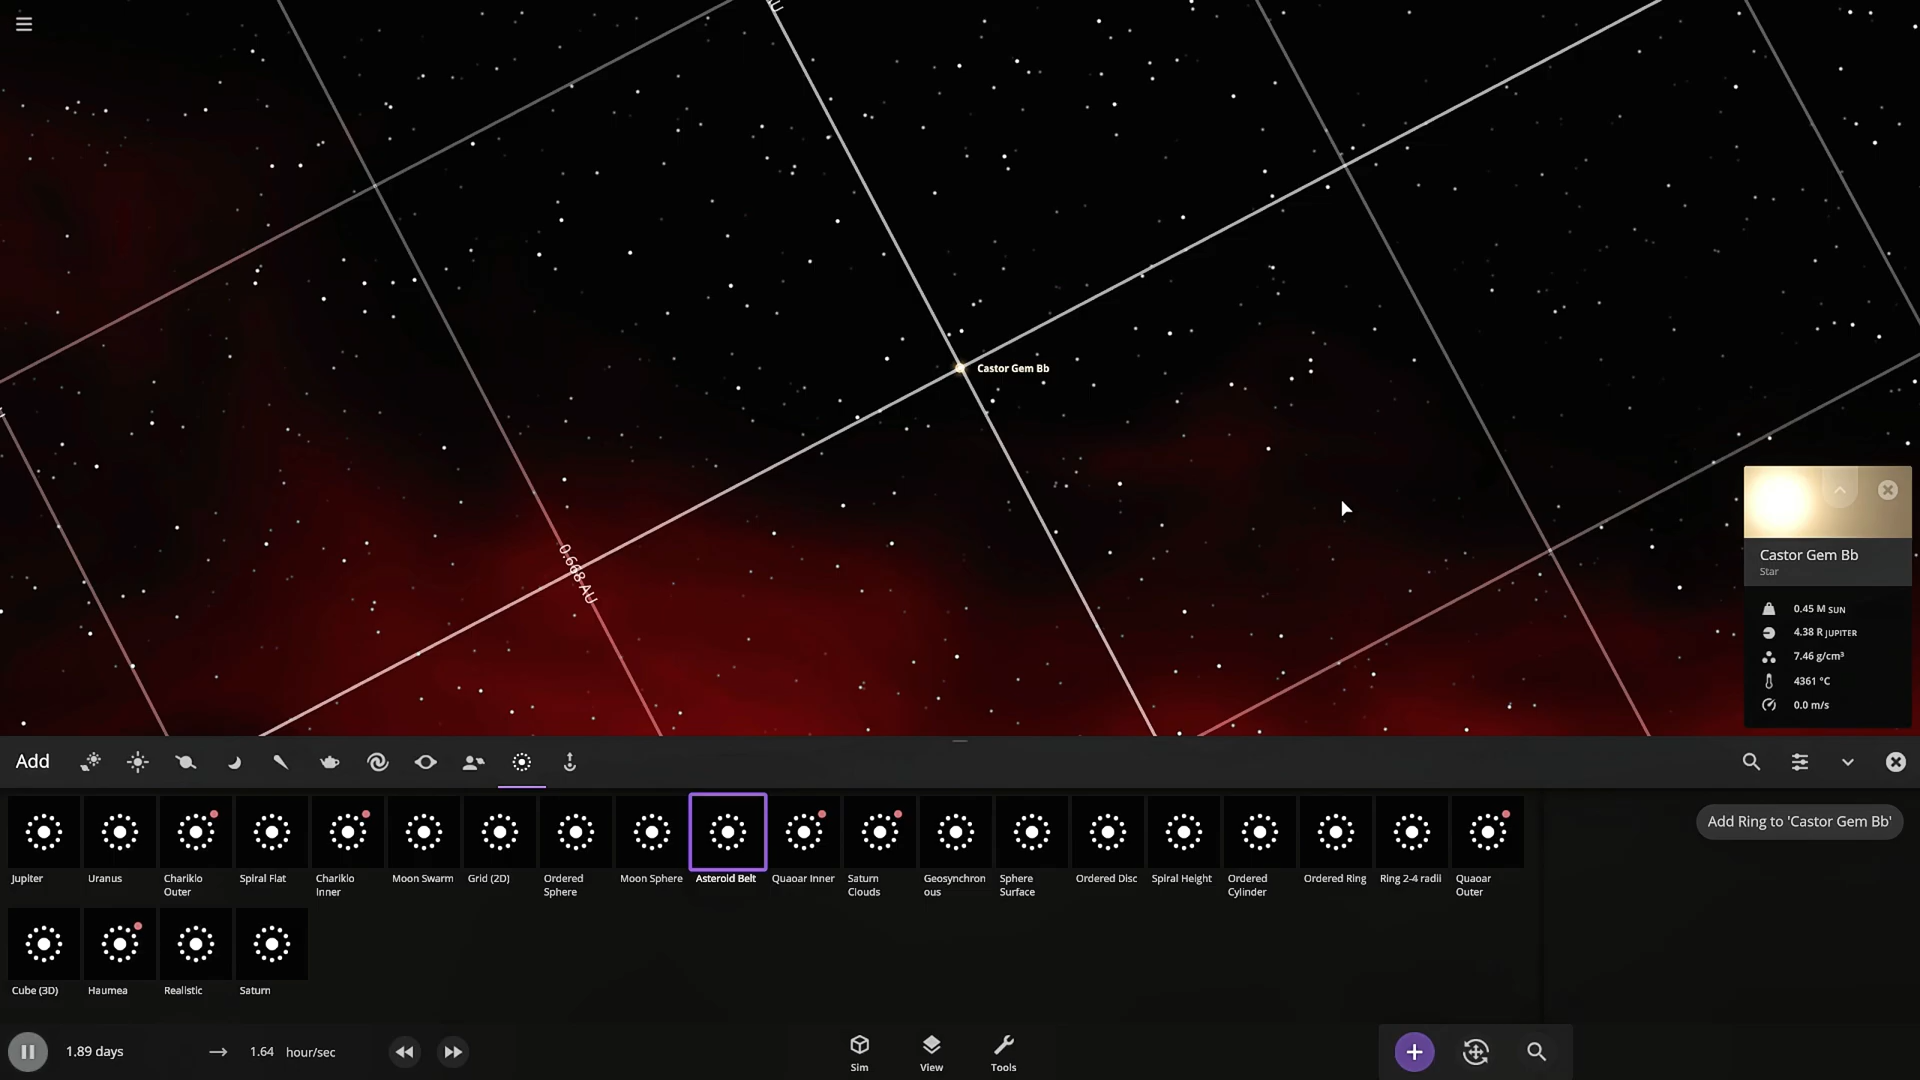 Castor Gem Bb
0.668 AU
Castor Gem Bb
Star
0.45 M SUN
4.38 R JUPITER
7.46 g/cm³
4361 °C
0.0 m/s
Add
Add Ring to 'Castor Gem Bb'
Jupiter
Uranus
Chariklo
Outer
Spiral Flat
Chariklo
Inner
Moon Swarm
Grid (2D)
Ordered
Sphere
Moon Sphere
Asteroid Belt
Quaoar Inner
Saturn
Clouds
Geosynchron
ous
Sphere
Surface
Ordered Disc
Spiral Height
Ordered
Cylinder
Ordered Ring
Ring 2-4 radii
Quaoar
Outer
Cube (3D)
Haumea
Realistic
Saturn
1.89 days
1.64 hour/sec
Sim
View
Tools